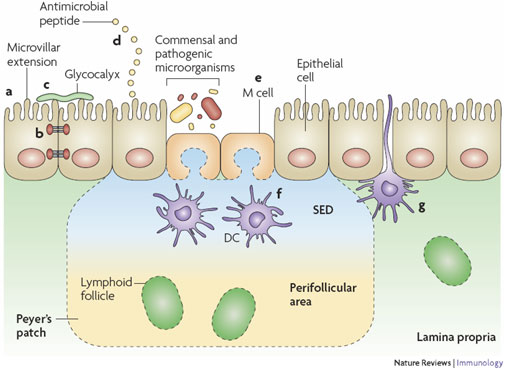 Antimicrobial
peptide
d
Commensal and
pathogenic
microorganisms
Microvillar
extension
a
c
Glycocalyx
e
M cell
Epithelial
cell
b
f
DC
SED
g
Lymphoid
follicle
Perifollicular
area
Peyer's
patch
Lamina propria
Nature Reviews | Immunology